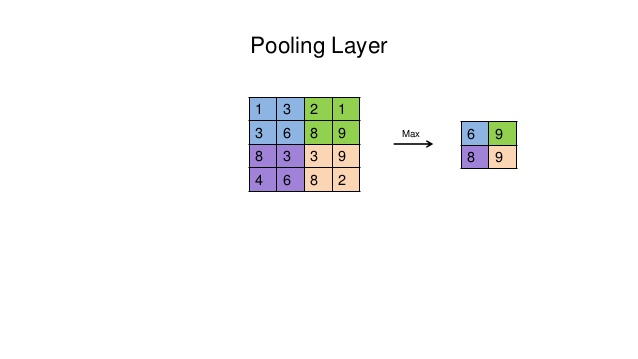 Pooling Layer
1 3 2 1
3 6 8 9
8 3 3 9
4 6 8 2
Max
6 9
8 9